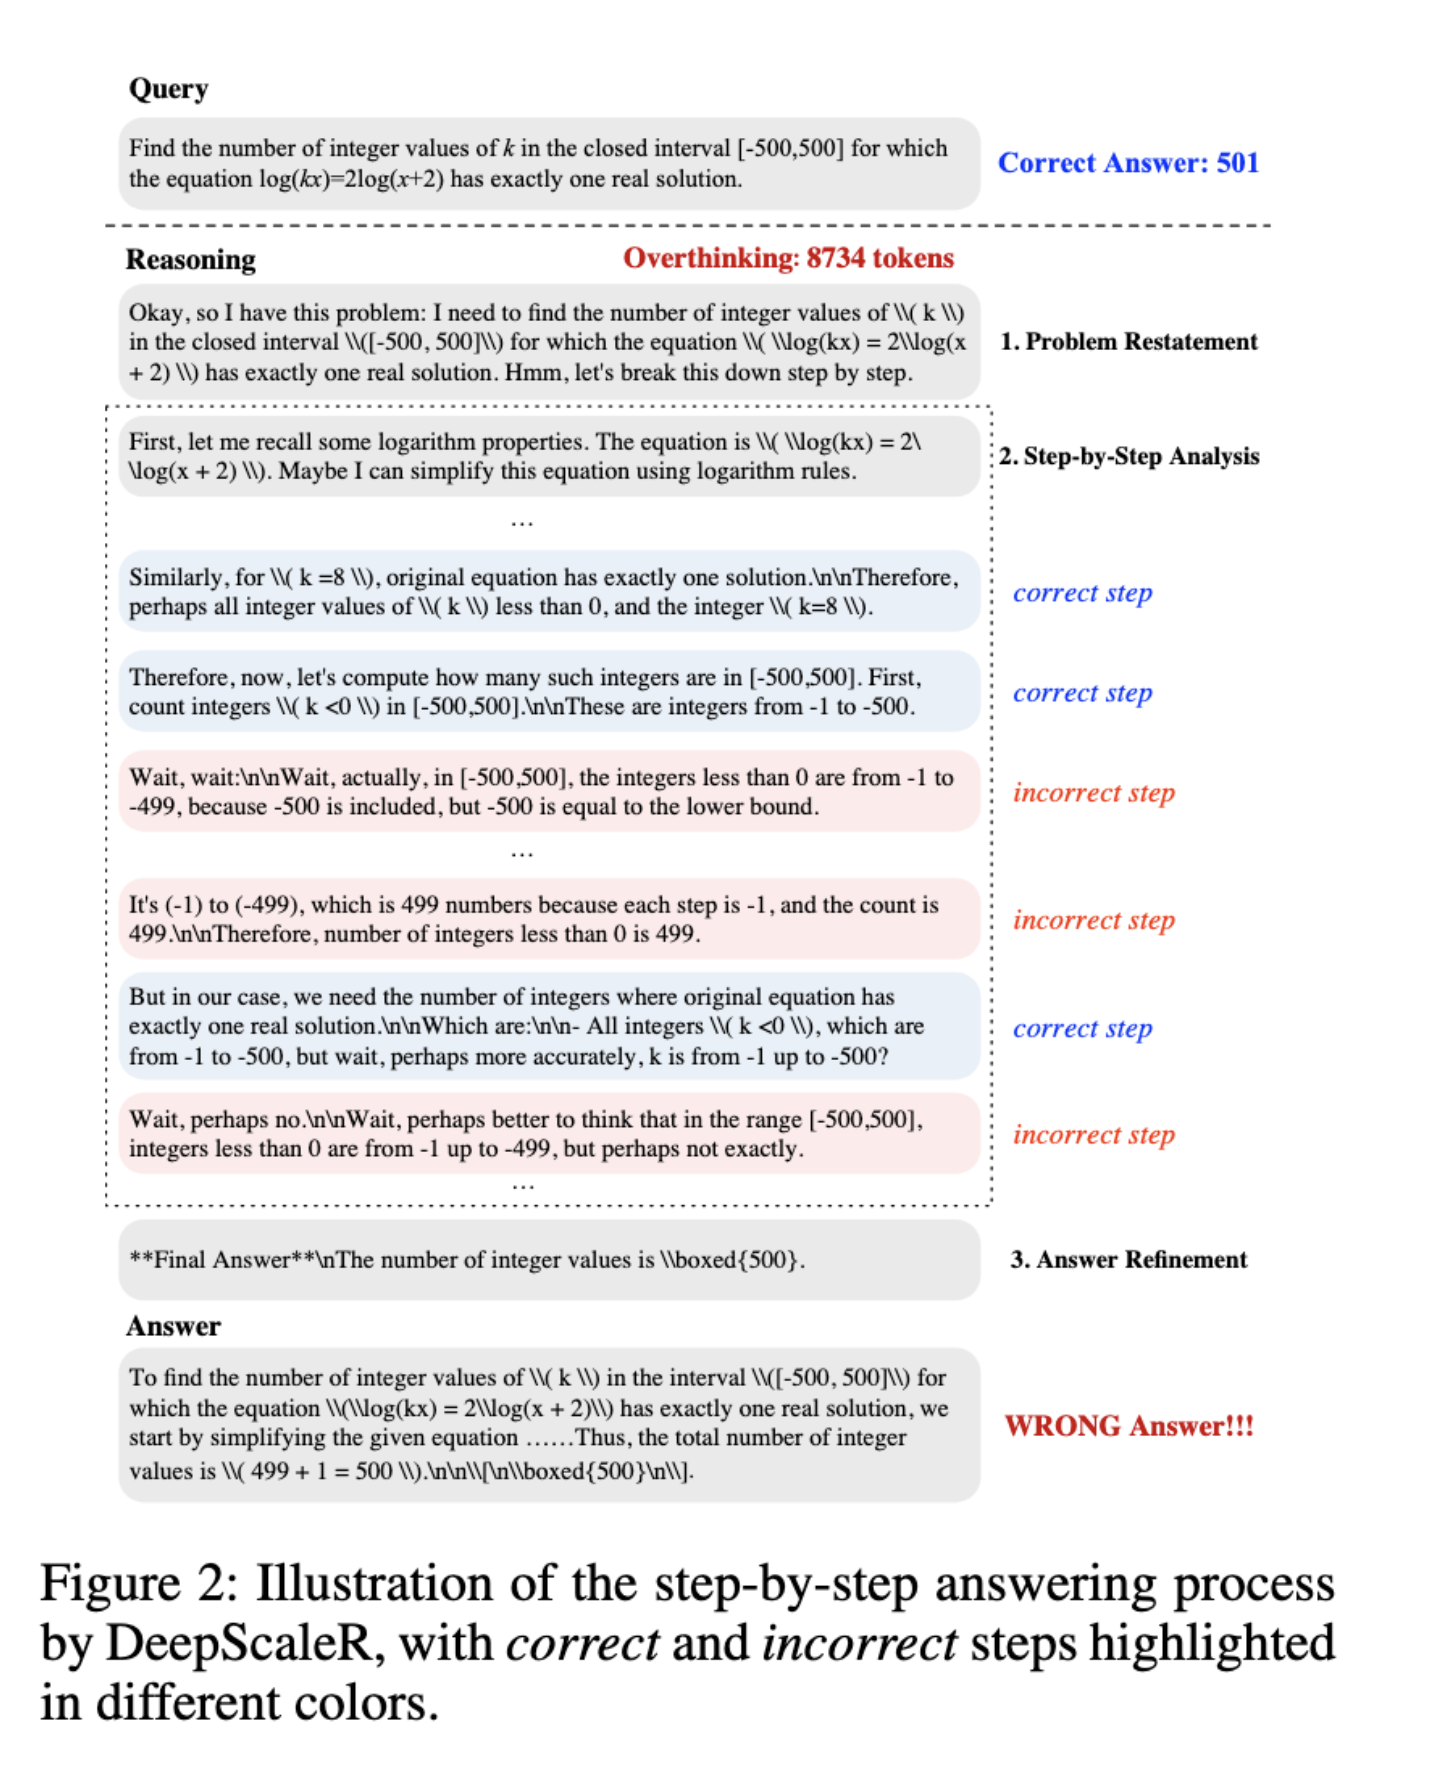 Query
Find the number of integer values of k in the closed interval [-500,500] for which
the equation log(kx)=2log(x+2) has exactly one real solution.
Correct Answer: 501
Reasoning
Overthinking: 8734 tokens
Okay, so I have this problem: I need to find the number of integer values of \\( k \\)
in the closed interval \\([-500, 500]\\) for which the equation \\( \\log(kx) = 2\\log(x
+ 2) \\) has exactly one real solution. Hmm, let's break this down step by step.
1. Problem Restatement
First, let me recall some logarithm properties. The equation is \\( \\log(kx) = 2\
\log(x + 2) \\). Maybe I can simplify this equation using logarithm rules.
2. Step-by-Step Analysis
...
Similarly, for \\( k =8 \\), original equation has exactly one solution.\n\nTherefore,
perhaps all integer values of \\( k \\) less than 0, and the integer \\( k=8 \\).
correct step
Therefore, now, let's compute how many such integers are in [-500,500]. First,
count integers \\( k <0 \\) in [-500,500].\n\nThese are integers from -1 to -500.
correct step
Wait, wait:\n\nWait, actually, in [-500,500], the integers less than 0 are from -1 to
-499, because -500 is included, but -500 is equal to the lower bound.
incorrect step
...
It's (-1) to (-499), which is 499 numbers because each step is -1, and the count is
499.\n\nTherefore, number of integers less than 0 is 499.
incorrect step
But in our case, we need the number of integers where original equation has
exactly one real solution.\n\nWhich are:\n\n- All integers \\( k <0 \\), which are
from -1 to -500, but wait, perhaps more accurately, k is from -1 up to -500?
correct step
Wait, perhaps no.\n\nWait, perhaps better to think that in the range [-500,500],
integers less than 0 are from -1 up to -499, but perhaps not exactly.
incorrect step
...
**Final Answer**\nThe number of integer values is \\boxed{500}.
3. Answer Refinement
Answer
To find the number of integer values of \\( k \\) in the interval \\([-500, 500]\\) for
which the equation \\(\\log(kx) = 2\\log(x + 2)\\) has exactly one real solution, we
start by simplifying the given equation ......Thus, the total number of integer
values is \\( 499 + 1 = 500 \\).\n\n\\[\n\\boxed{500}\n\\].
WRONG Answer!!!
Figure 2: Illustration of the step-by-step answering process
by DeepScaleR, with correct and incorrect steps highlighted
in different colors.